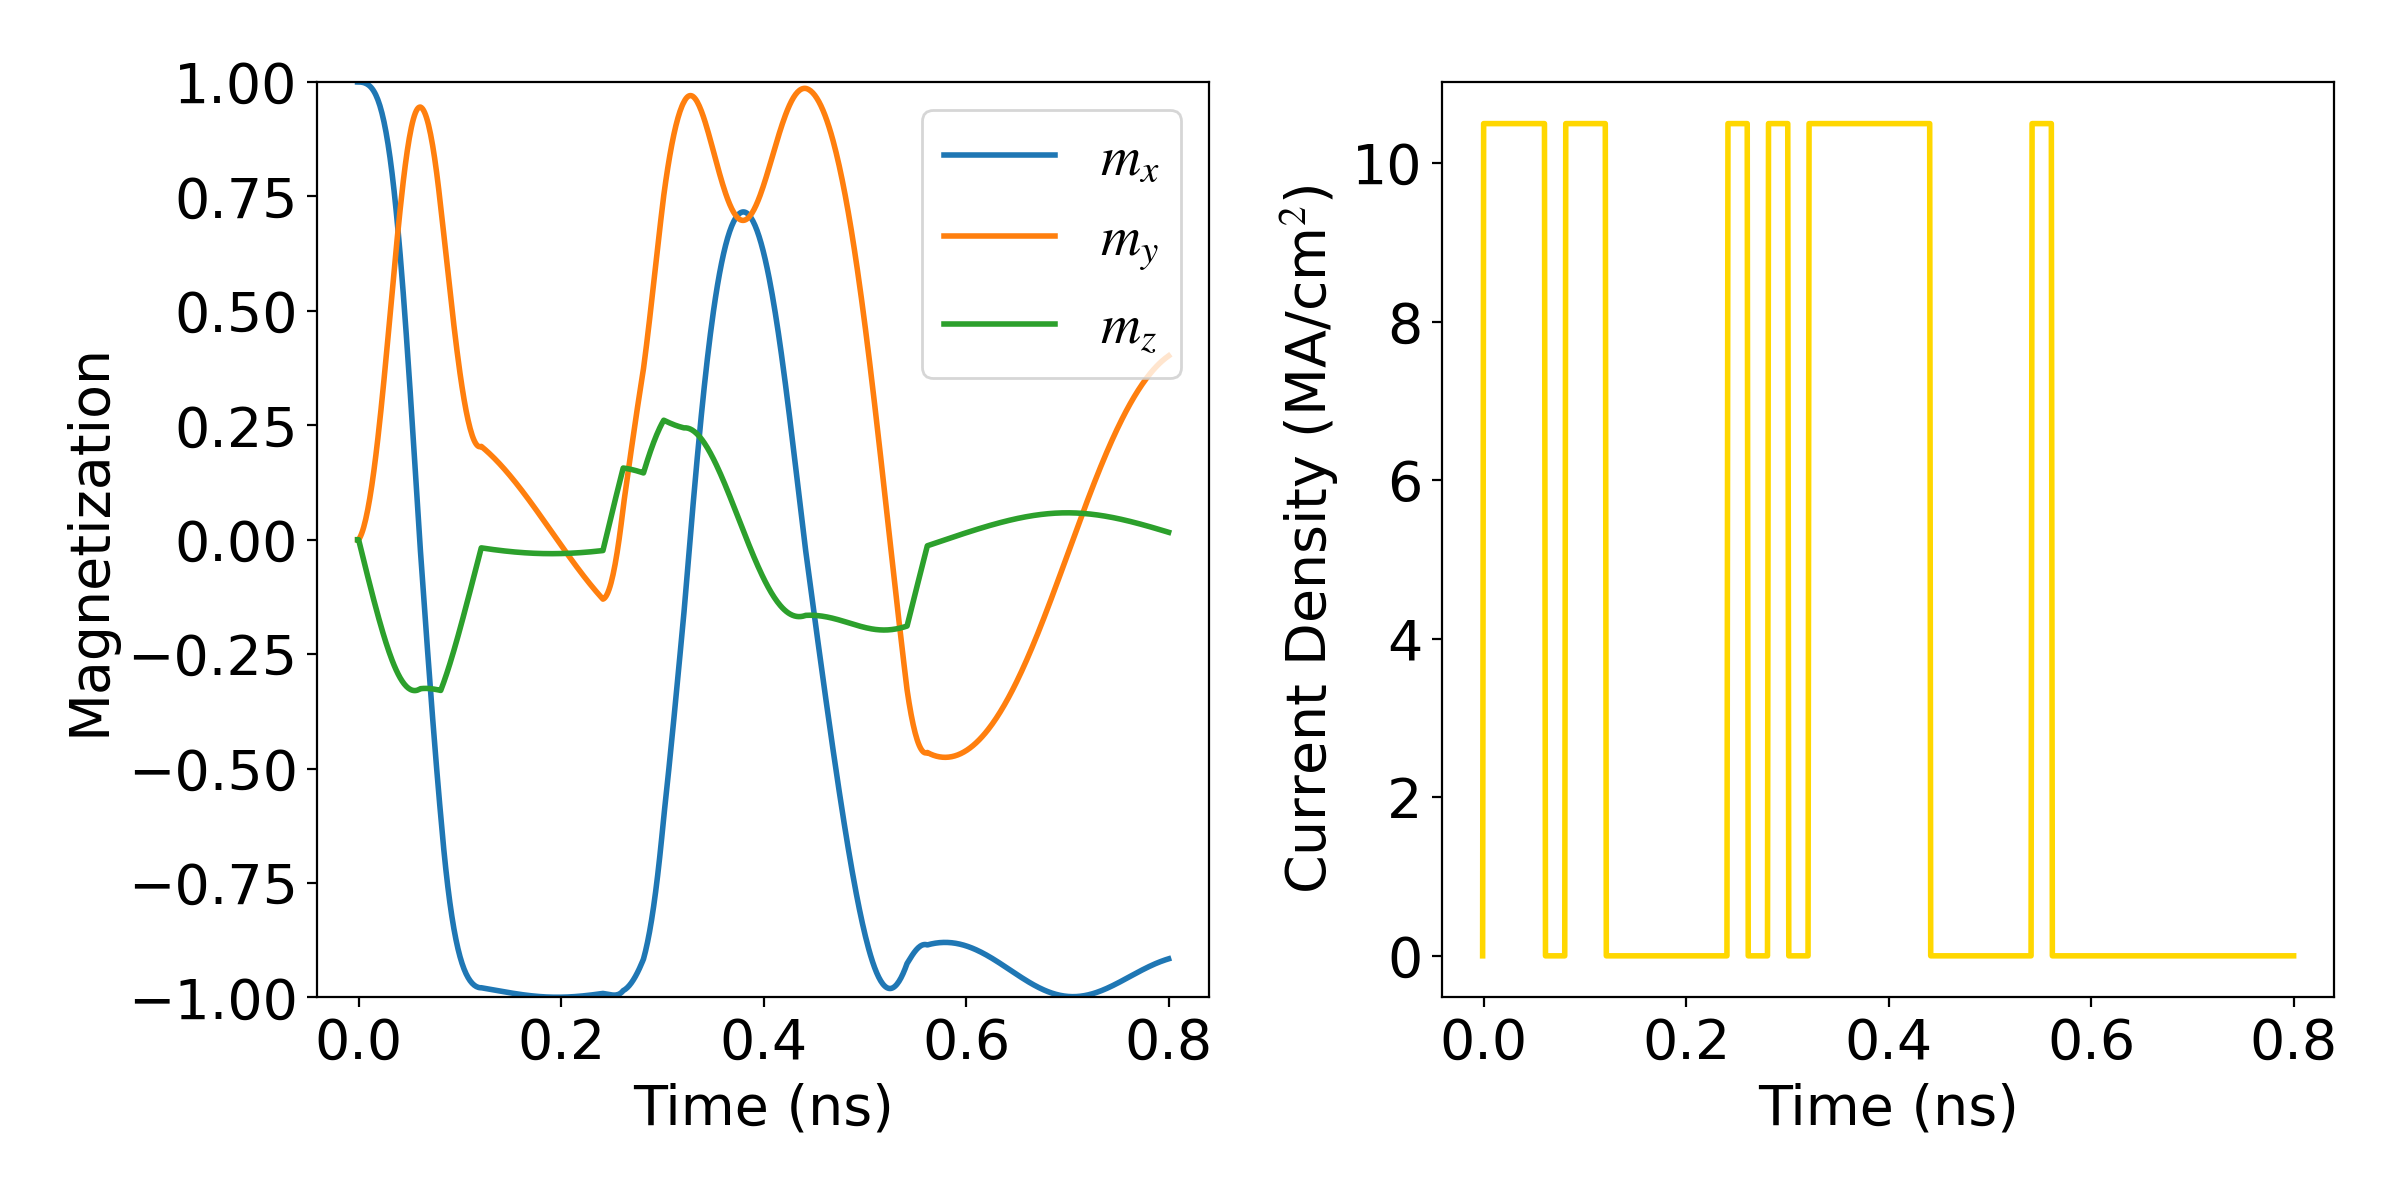 Magnetization
1.00
0.75
0.50
0.25
0.00
−0.25
−0.50
−0.75
−1.00
0.0 0.2 0.4 0.6 0.8
Time (ns)
m_x
m_y
m_z
Current Density (MA/cm²)
10
8
6
4
2
0
0.0 0.2 0.4 0.6 0.8
Time (ns)